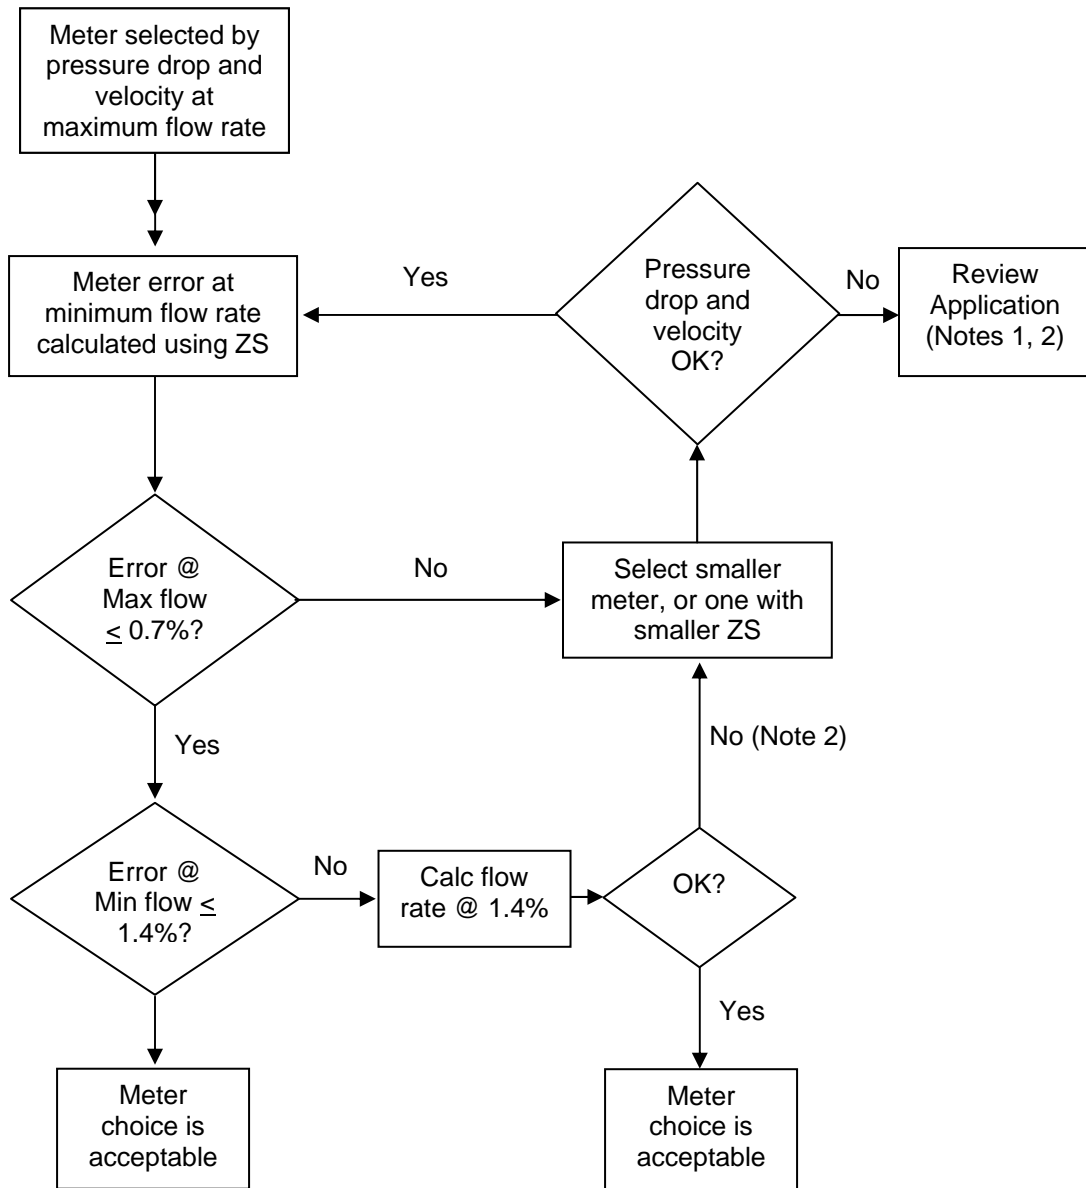 Meter selected by
pressure drop and
velocity at
maximum flow rate
Meter error at
minimum flow rate
calculated using ZS
Yes
Pressure
drop and
velocity
OK?
No
Review
Application
(Notes 1, 2)
Error @
Max flow
≤ 0.7%?
No
Select smaller
meter, or one with
smaller ZS
Yes
No (Note 2)
Error @
Min flow ≤
1.4%?
No
Calc flow
rate @ 1.4%
OK?
Yes
Meter
choice is
acceptable
Meter
choice is
acceptable